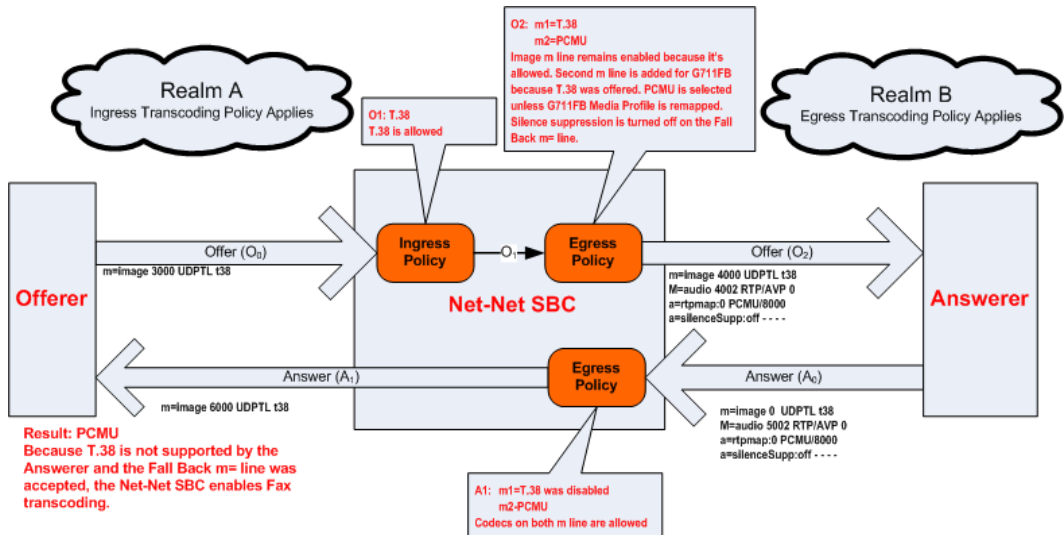 Realm A
Ingress Transcoding Policy Applies
O1: T.38
T.38 is allowed
O2: m1=T.38
m2=PCMU
Image m line remains enabled because it's
allowed. Second m line is added for G711FB
because T.38 was offered. PCMU is selected
unless G711FB Media Profile is remapped.
Silence suppression is turned off on the Fall
Back m= line.
Realm B
Egress Transcoding Policy Applies
Offerer
Offer (O₀)
m=image 3000 UDPTL t38
Ingress
Policy
O₁
Egress
Policy
Net-Net SBC
Offer (O₂)
m=image 4000 UDPTL t38
M=audio 4002 RTP/AVP 0
a=rtpmap:0 PCMU/8000
a=silenceSupp:off - - - -
Answerer
Answer (A₁)
m=image 6000 UDPTL t38
Egress
Policy
Answer (A₀)
m=image 0 UDPTL t38
M=audio 5002 RTP/AVP 0
a=rtpmap:0 PCMU/8000
a=silenceSupp:off - - - -
Result: PCMU
Because T.38 is not supported by the
Answerer and the Fall Back m= line was
accepted, the Net-Net SBC enables Fax
transcoding.
A1: m1=T.38 was disabled
m2-PCMU
Codecs on both m line are allowed